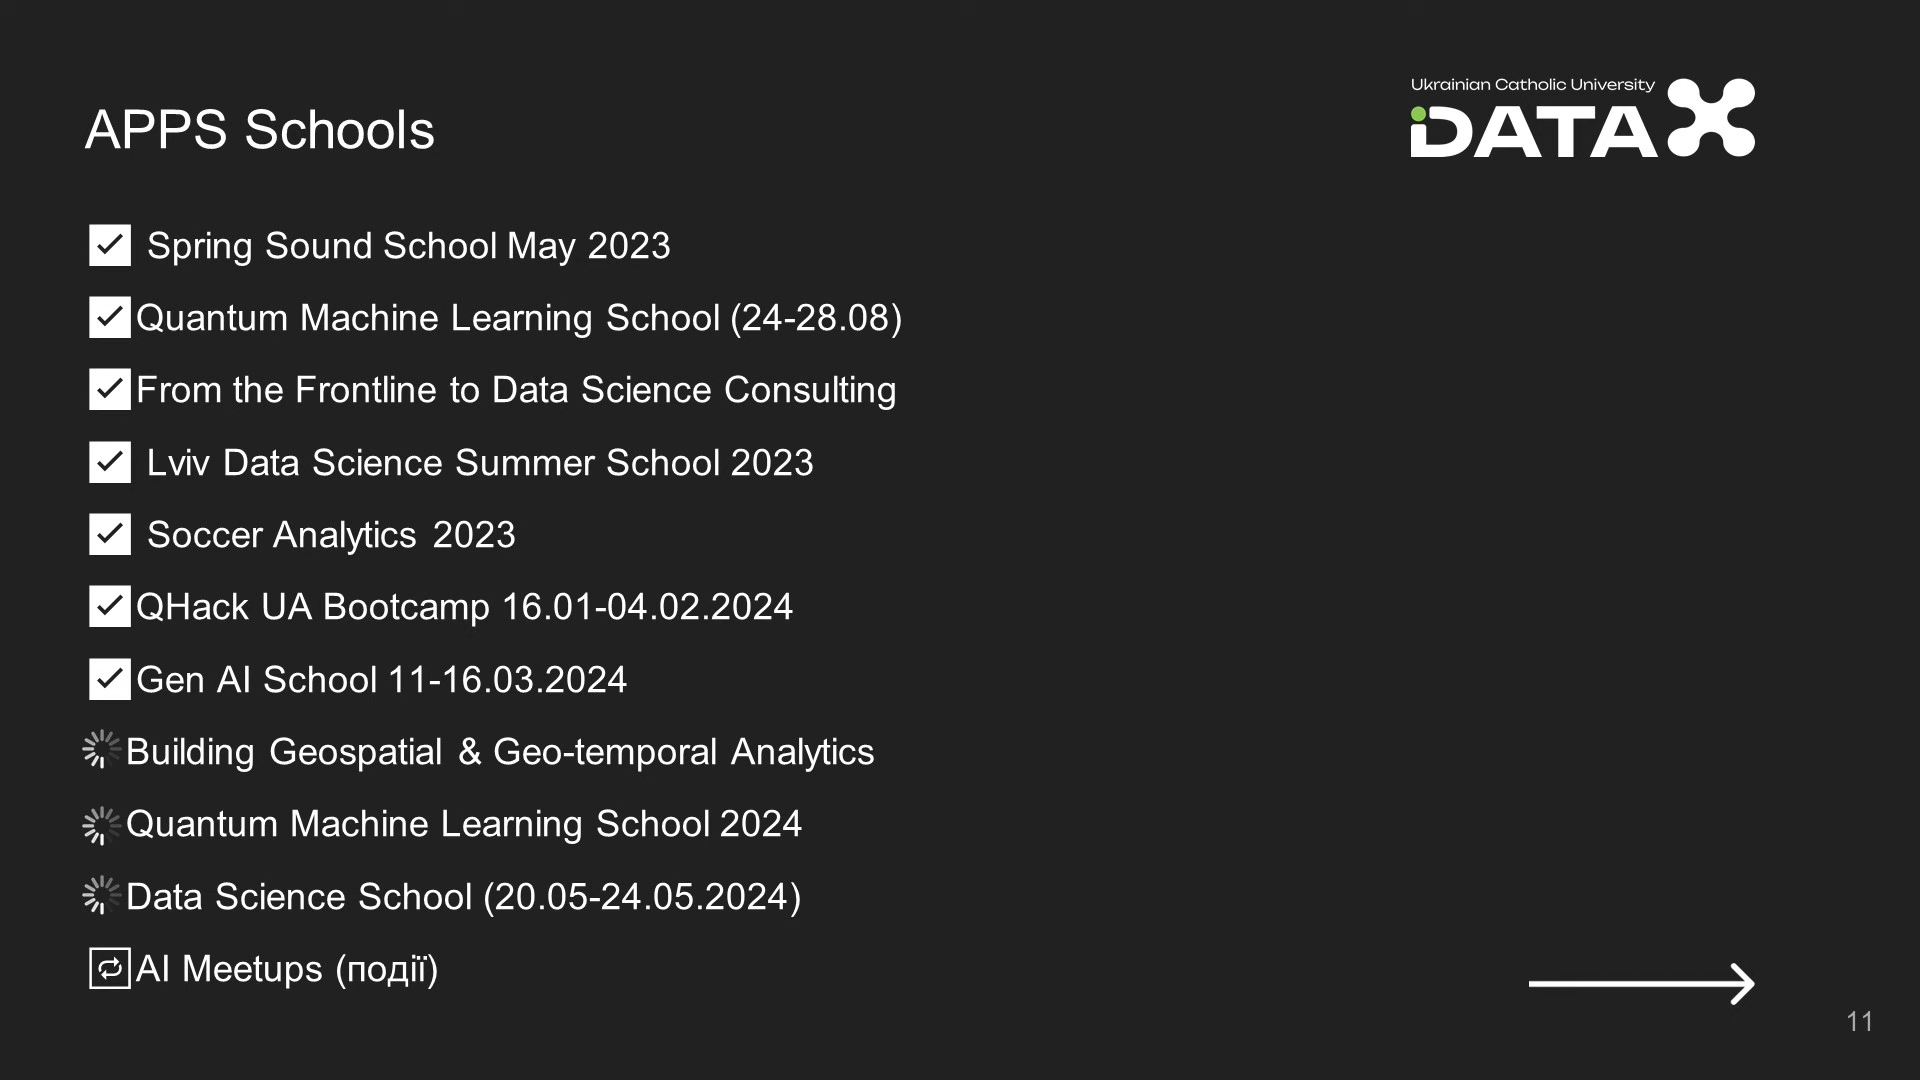 APPS Schools
Ukrainian Catholic University
DATA
Spring Sound School May 2023
Quantum Machine Learning School (24-28.08)
From the Frontline to Data Science Consulting
Lviv Data Science Summer School 2023
Soccer Analytics 2023
QHack UA Bootcamp 16.01-04.02.2024
Gen AI School 11-16.03.2024
Building Geospatial & Geo-temporal Analytics
Quantum Machine Learning School 2024
Data Science School (20.05-24.05.2024)
AI Meetups (події)
11